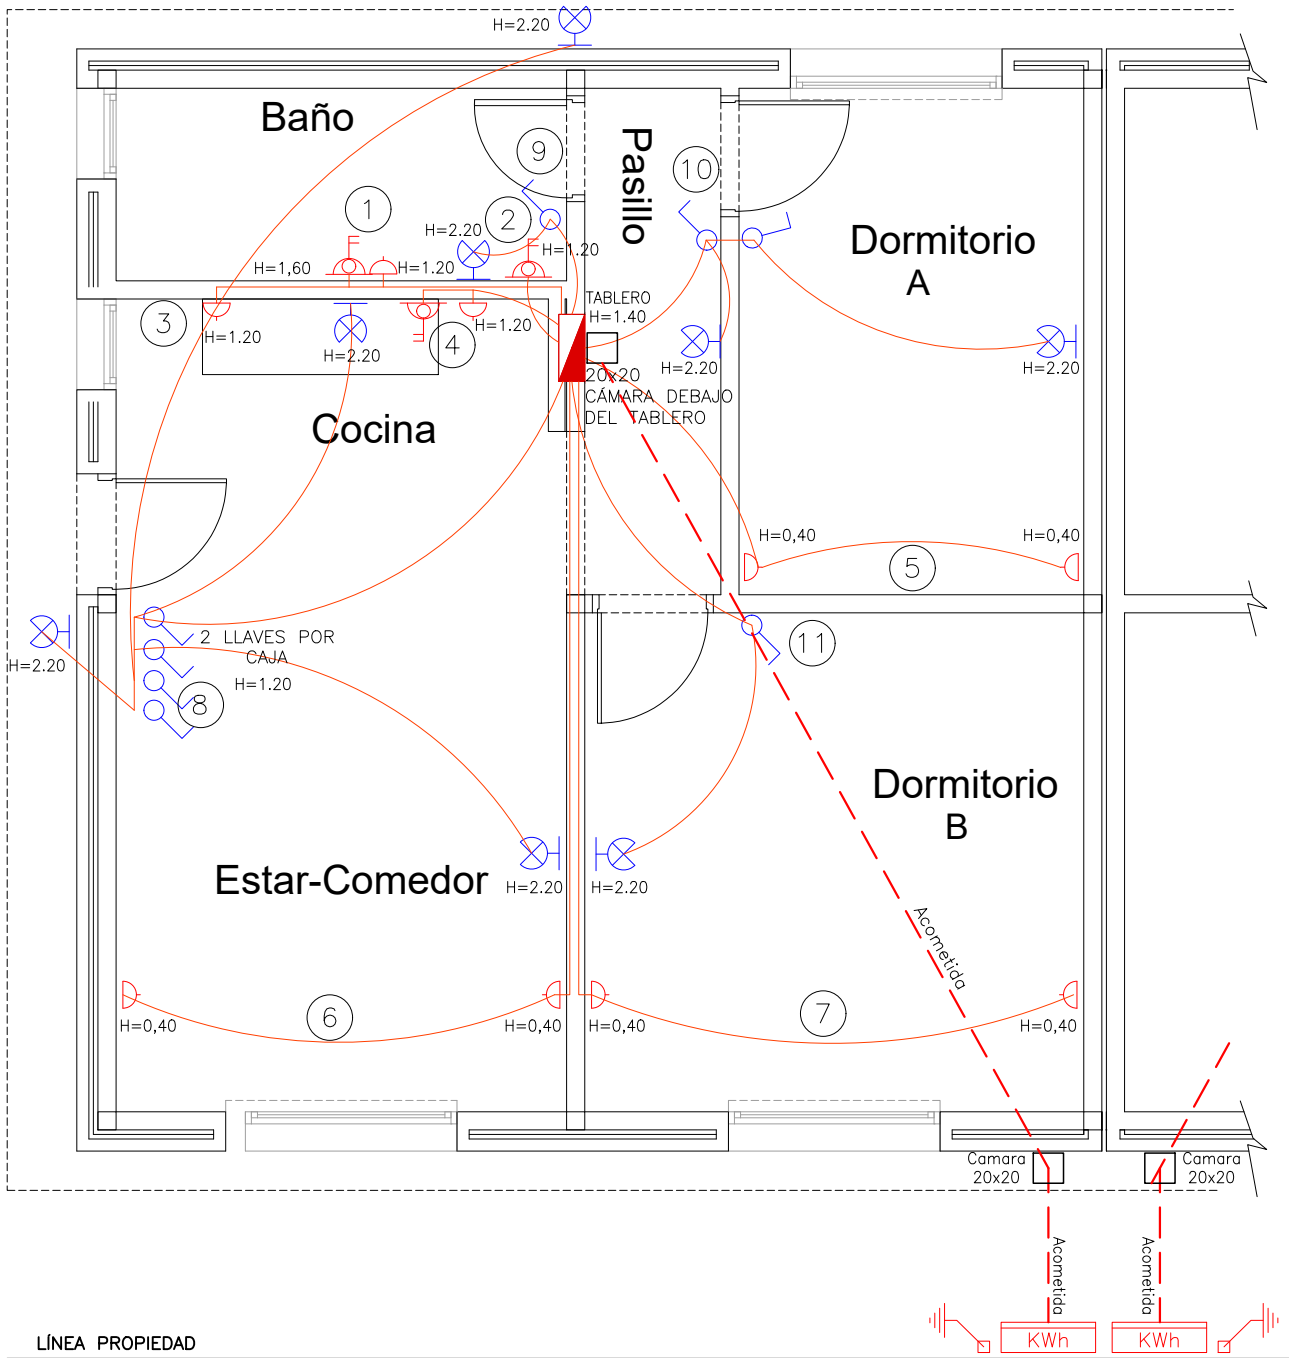 H=2.20
Baño
Pasillo
9
10
1
2
H=2.20
Dormitorio
A
H=1.20
H=1,60
H=1.20
TABLERO
H=1.40
3
H=1.20
4
H=1.20
H=2.20
H=2.20
H=2.20
20x20
CÁMARA DEBAJO
DEL TABLERO
Cocina
H=0,40
H=0,40
5
2 LLAVES POR
CAJA
H=1.20
H=2.20
8
11
Dormitorio
B
Estar-Comedor
H=2.20
H=2.20
Acometida
6
7
H=0,40
H=0,40
H=0,40
H=0,40
Camara
20x20
Camara
20x20
Acometida
Acometida
KWh
KWh
LÍNEA PROPIEDAD